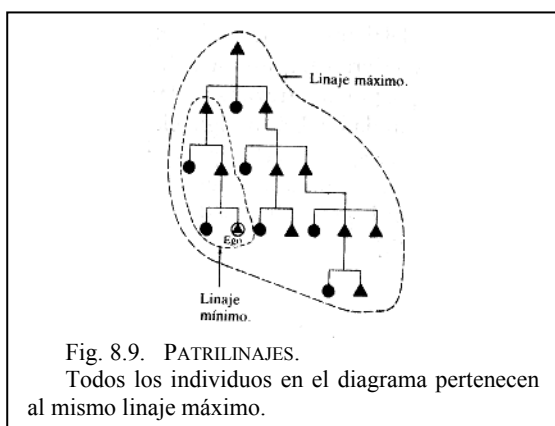 Linaje máximo.
Ego
Linaje
mínimo.
Fig. 8.9. PATRILINAJES.
Todos los individuos en el diagrama pertenecen
al mismo linaje máximo.